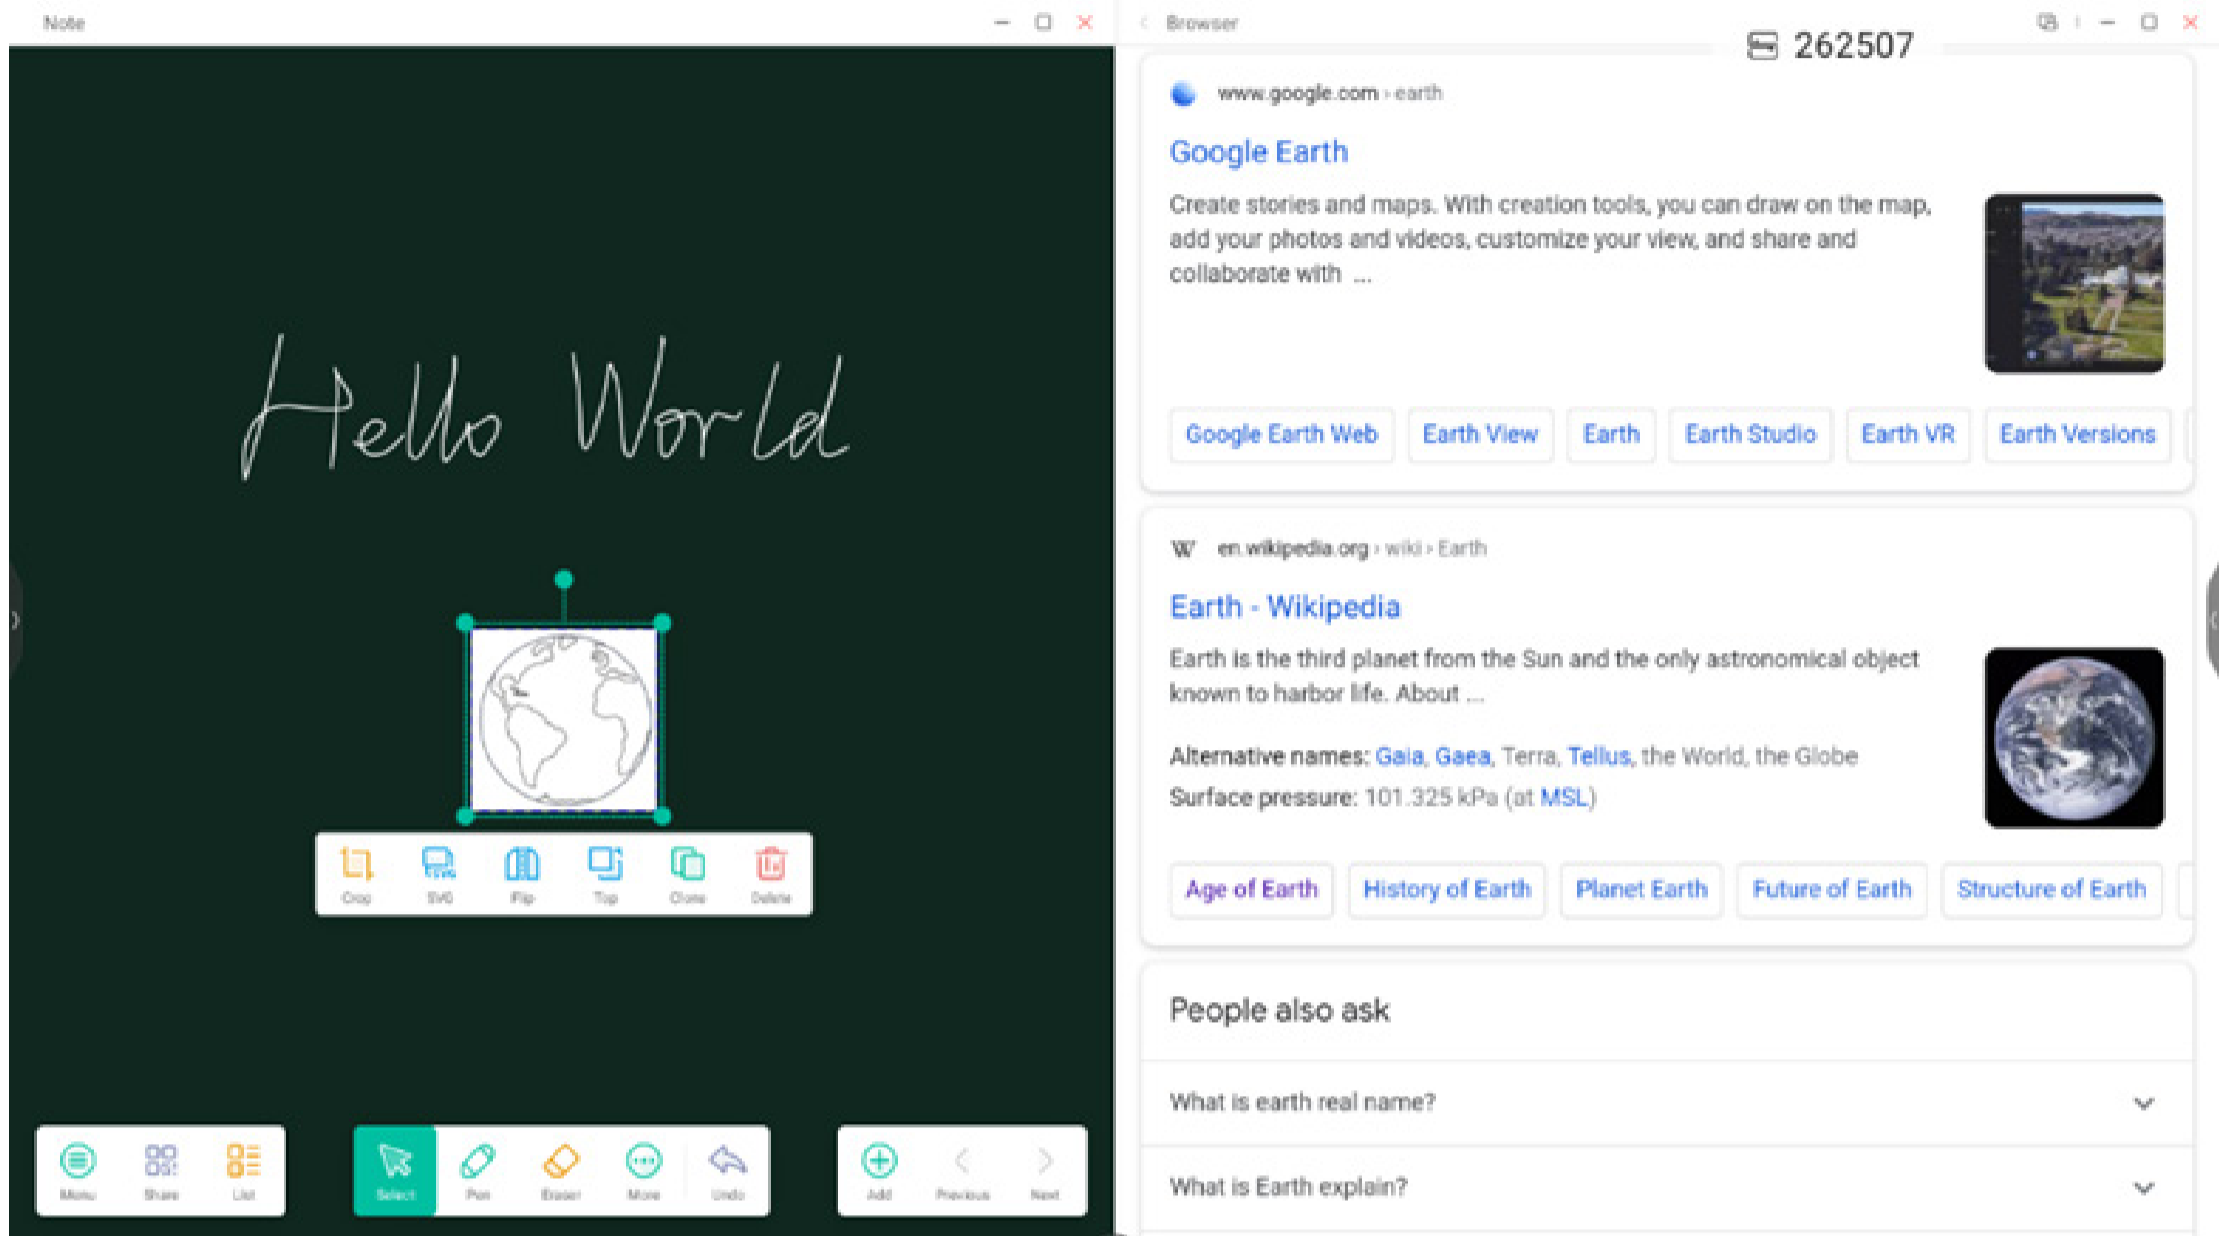 Note
Hello World
Crop SVG Flip Top Clone Delete
Menu Share List
Select Pen Eraser More Undo
Add Previous Next
Browser
262507
www.google.com › earth
Google Earth
Create stories and maps. With creation tools, you can draw on the map,
add your photos and videos, customize your view, and share and
collaborate with ...
Google Earth Web Earth View Earth Earth Studio Earth VR Earth Versions
W en.wikipedia.org › wiki › Earth
Earth - Wikipedia
Earth is the third planet from the Sun and the only astronomical object
known to harbor life. About ...
Alternative names: Gaia, Gaea, Terra, Tellus, the World, the Globe
Surface pressure: 101.325 kPa (at MSL)
Age of Earth History of Earth Planet Earth Future of Earth Structure of Earth
People also ask
What is earth real name?
What is Earth explain?